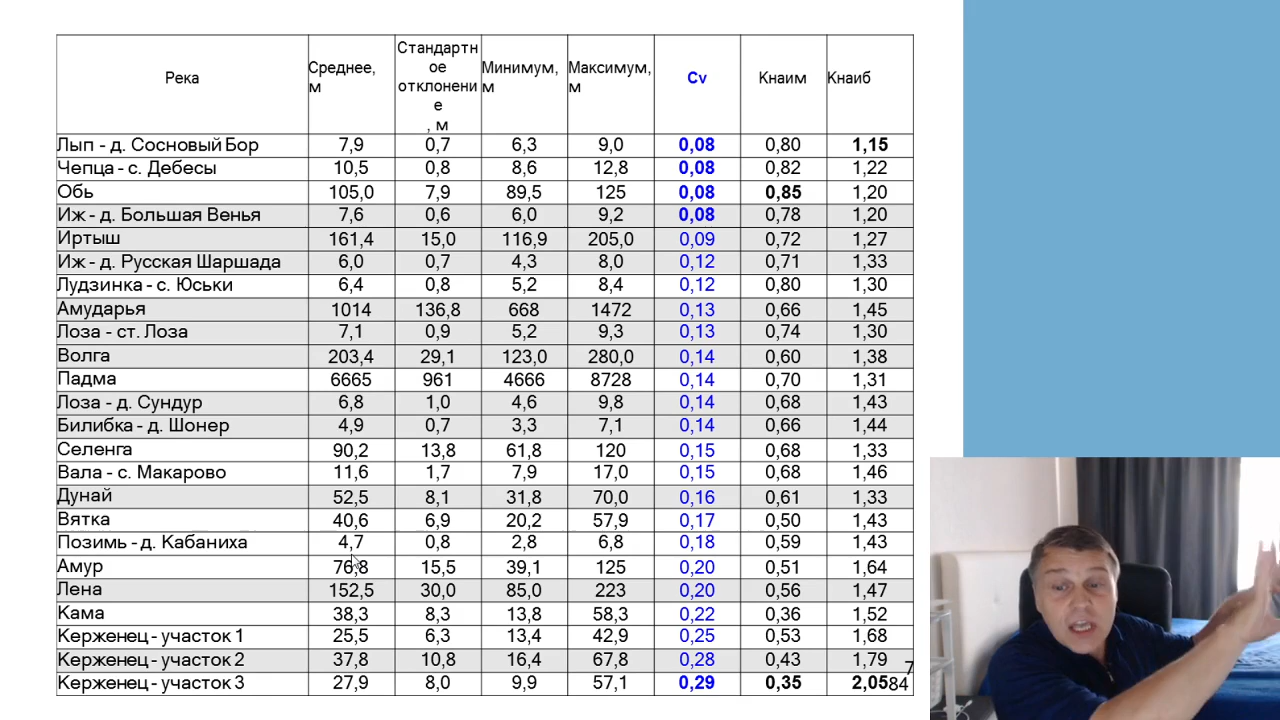 Река Среднее, м Стандартное отклонение, м Минимум, м Максимум, м Cv Кнаим Кнаиб
Лып - д. Сосновый Бор 7,9 0,7 6,3 9,0 0,08 0,80 1,15
Чепца - с. Дебесы 10,5 0,8 8,6 12,8 0,08 0,82 1,22
Обь 105,0 7,9 89,5 125 0,08 0,85 1,20
Иж - д. Большая Венья 7,6 0,6 6,0 9,2 0,08 0,78 1,20
Иртыш 161,4 15,0 116,9 205,0 0,09 0,72 1,27
Иж - д. Русская Шаршада 6,0 0,7 4,3 8,0 0,12 0,71 1,33
Лудзинка - с. Юськи 6,4 0,8 5,2 8,4 0,12 0,80 1,30
Амударья 1014 136,8 668 1472 0,13 0,66 1,45
Лоза - ст. Лоза 7,1 0,9 5,2 9,3 0,13 0,74 1,30
Волга 203,4 29,1 123,0 280,0 0,14 0,60 1,38
Падма 6665 961 4666 8728 0,14 0,70 1,31
Лоза - д. Сундур 6,8 1,0 4,6 9,8 0,14 0,68 1,43
Билибка - д. Шонер 4,9 0,7 3,3 7,1 0,14 0,66 1,44
Селенга 90,2 13,8 61,8 120 0,15 0,68 1,33
Вала - с. Макарово 11,6 1,7 7,9 17,0 0,15 0,68 1,46
Дунай 52,5 8,1 31,8 70,0 0,16 0,61 1,33
Вятка 40,6 6,9 20,2 57,9 0,17 0,50 1,43
Позимь - д. Кабаниха 4,7 0,8 2,8 6,8 0,18 0,59 1,43
Амур 76,8 15,5 39,1 125 0,20 0,51 1,64
Лена 152,5 30,0 85,0 223 0,20 0,56 1,47
Кама 38,3 8,3 13,8 58,3 0,22 0,36 1,52
Керженец - участок 1 25,5 6,3 13,4 42,9 0,25 0,53 1,68
Керженец - участок 2 37,8 10,8 16,4 67,8 0,28 0,43 1,79
7
Керженец - участок 3 27,9 8,0 9,9 57,1 0,29 0,35 2,05
84